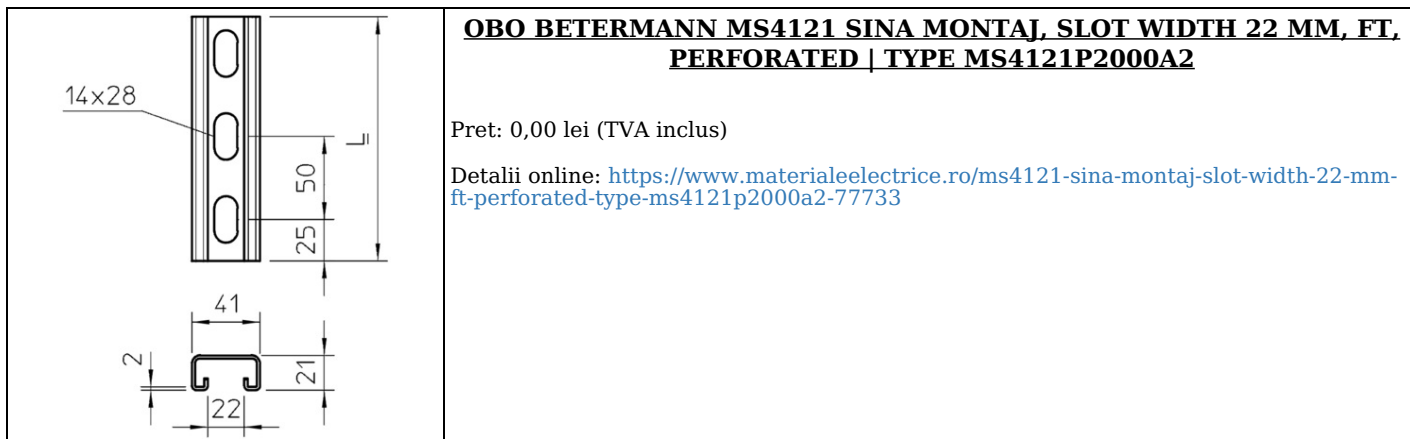 OBO BETERMANN MS4121 SINA MONTAJ, SLOT WIDTH 22 MM, FT,
PERFORATED | TYPE MS4121P2000A2
Pret: 0,00 lei (TVA inclus)
Detalii online: https://www.materialeelectrice.ro/ms4121-sina-montaj-slot-width-22-mm-
ft-perforated-type-ms4121p2000a2-77733
14x28
L=
50
25
41
2
21
22